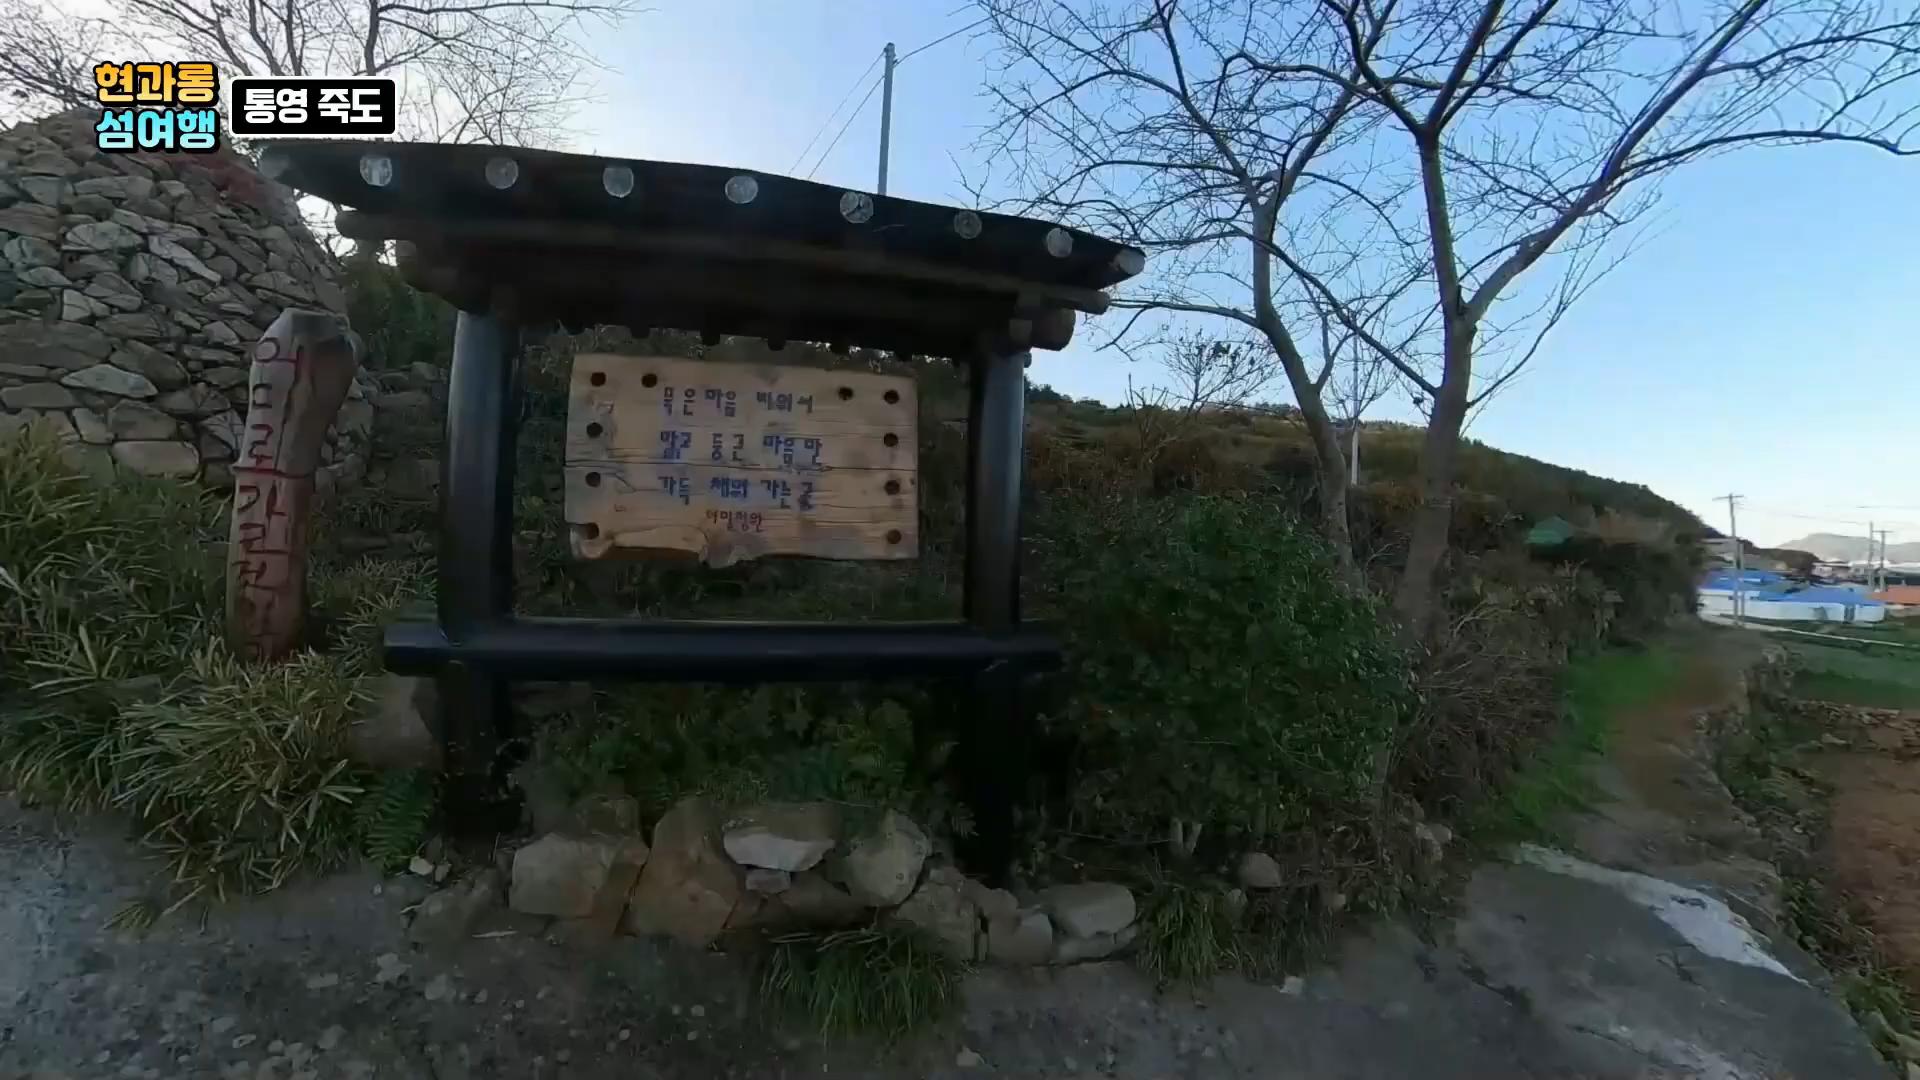 현과롱
섬여행
통영 죽도
묵은 마음 비워서
맑고 둥근 마음만
가득 채워 가는 곳